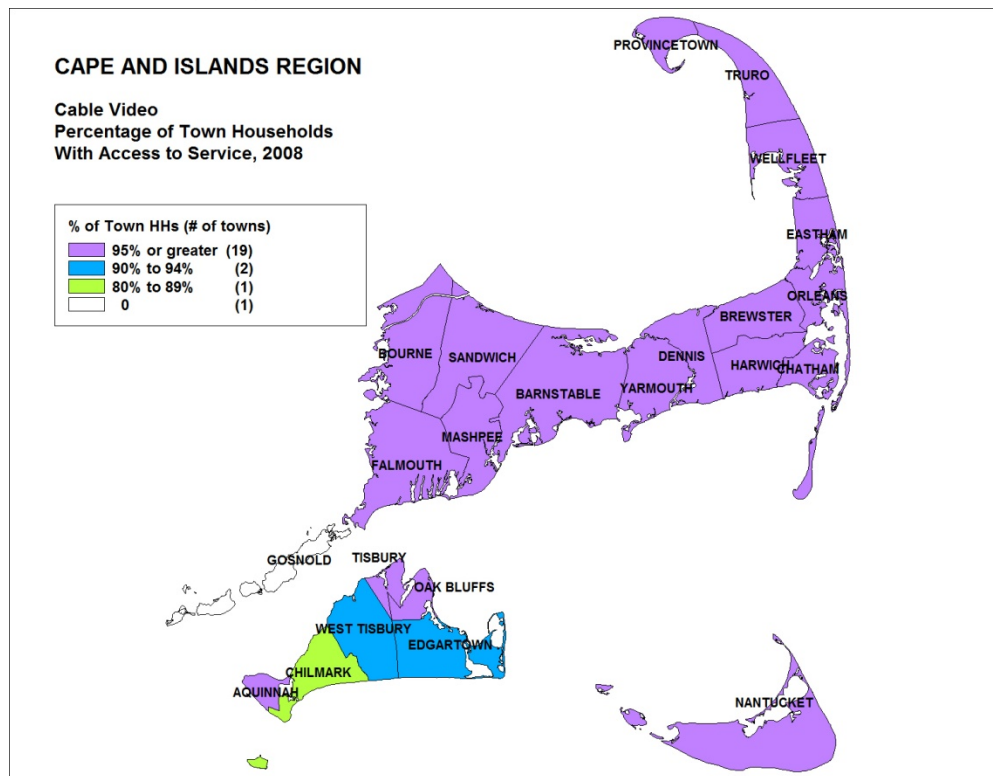 CAPE AND ISLANDS REGION
Cable Video
Percentage of Town Households
With Access to Service, 2008
% of Town HHs (# of towns)
95% or greater (19)
90% to 94% (2)
80% to 89% (1)
0 (1)
PROVINCETOWN
TRURO
WELLFLEET
EASTHAM
ORLEANS
BREWSTER
BOURNE
SANDWICH
DENNIS
HARWICH
CHATHAM
YARMOUTH
BARNSTABLE
MASHPEE
FALMOUTH
GOSNOLD
TISBURY
OAK BLUFFS
WEST TISBURY
EDGARTOWN
CHILMARK
AQUINNAH
NANTUCKET